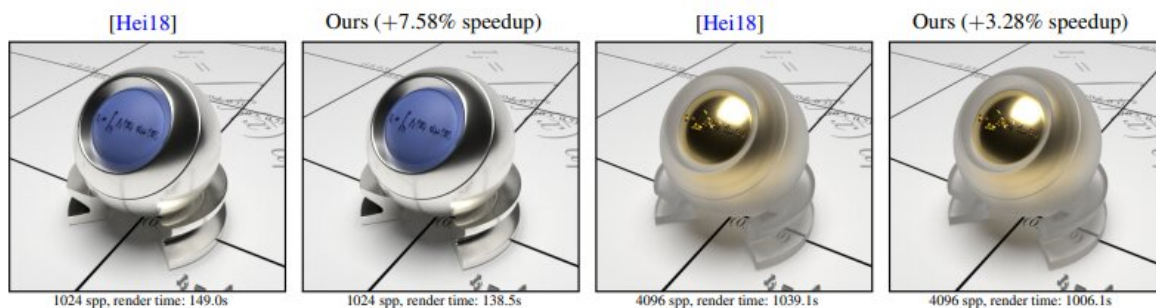 [Hei18]
Ours (+7.58% speedup)
[Hei18]
Ours (+3.28% speedup)
1024 spp, render time: 149.0s
1024 spp, render time: 138.5s
4096 spp, render time: 1039.1s
4096 spp, render time: 1006.1s